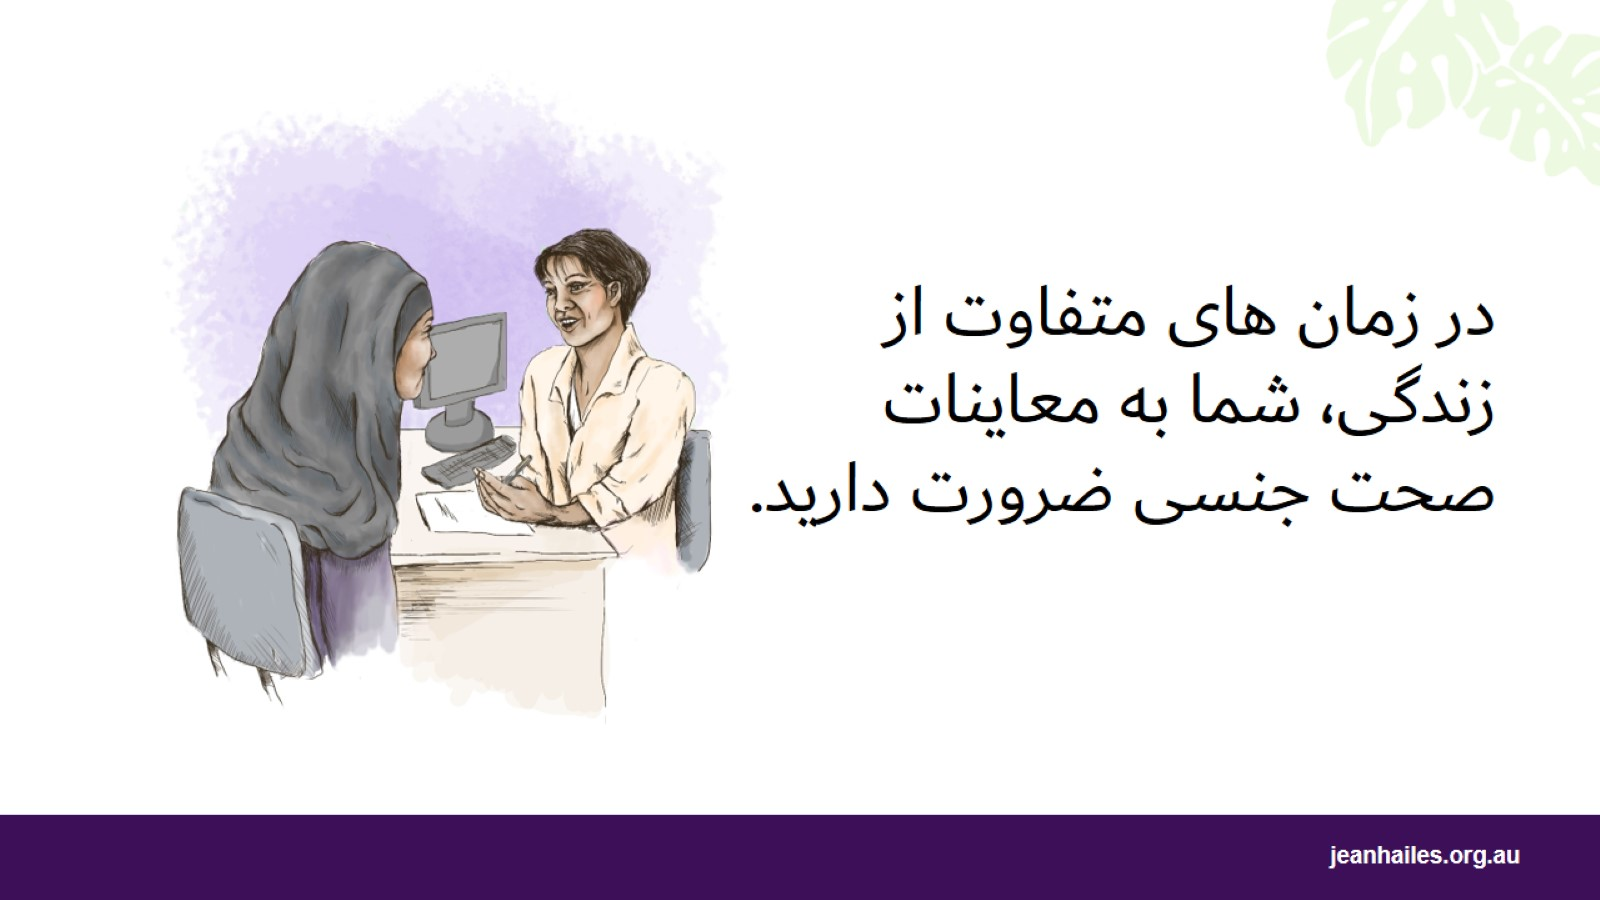 در زمان های متفاوت از
زندگی، شما به معاینات
صحت جنسی ضرورت دارید.
jeanhailes.org.au